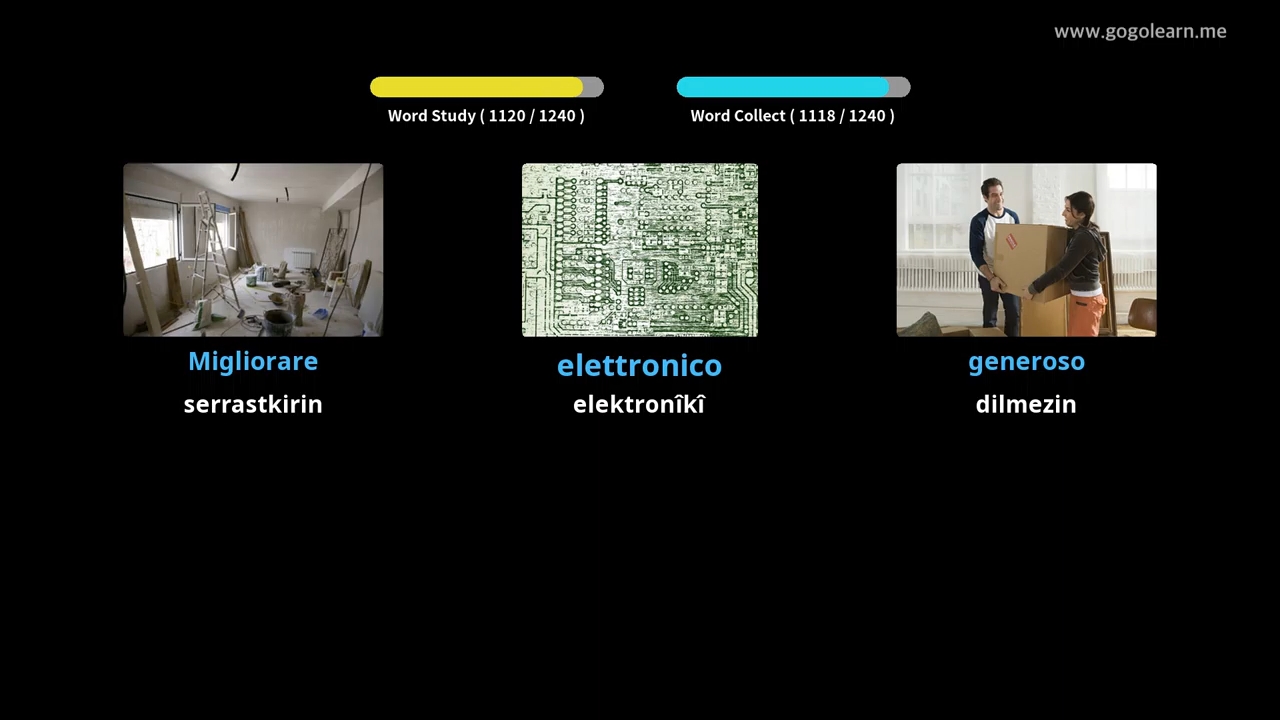 www.gogolearn.me
Word Study ( 1120 / 1240 )
Word Collect ( 1118 / 1240 )
Migliorare
elettronico
generoso
serrastkirin
elektronîkî
dilmezin